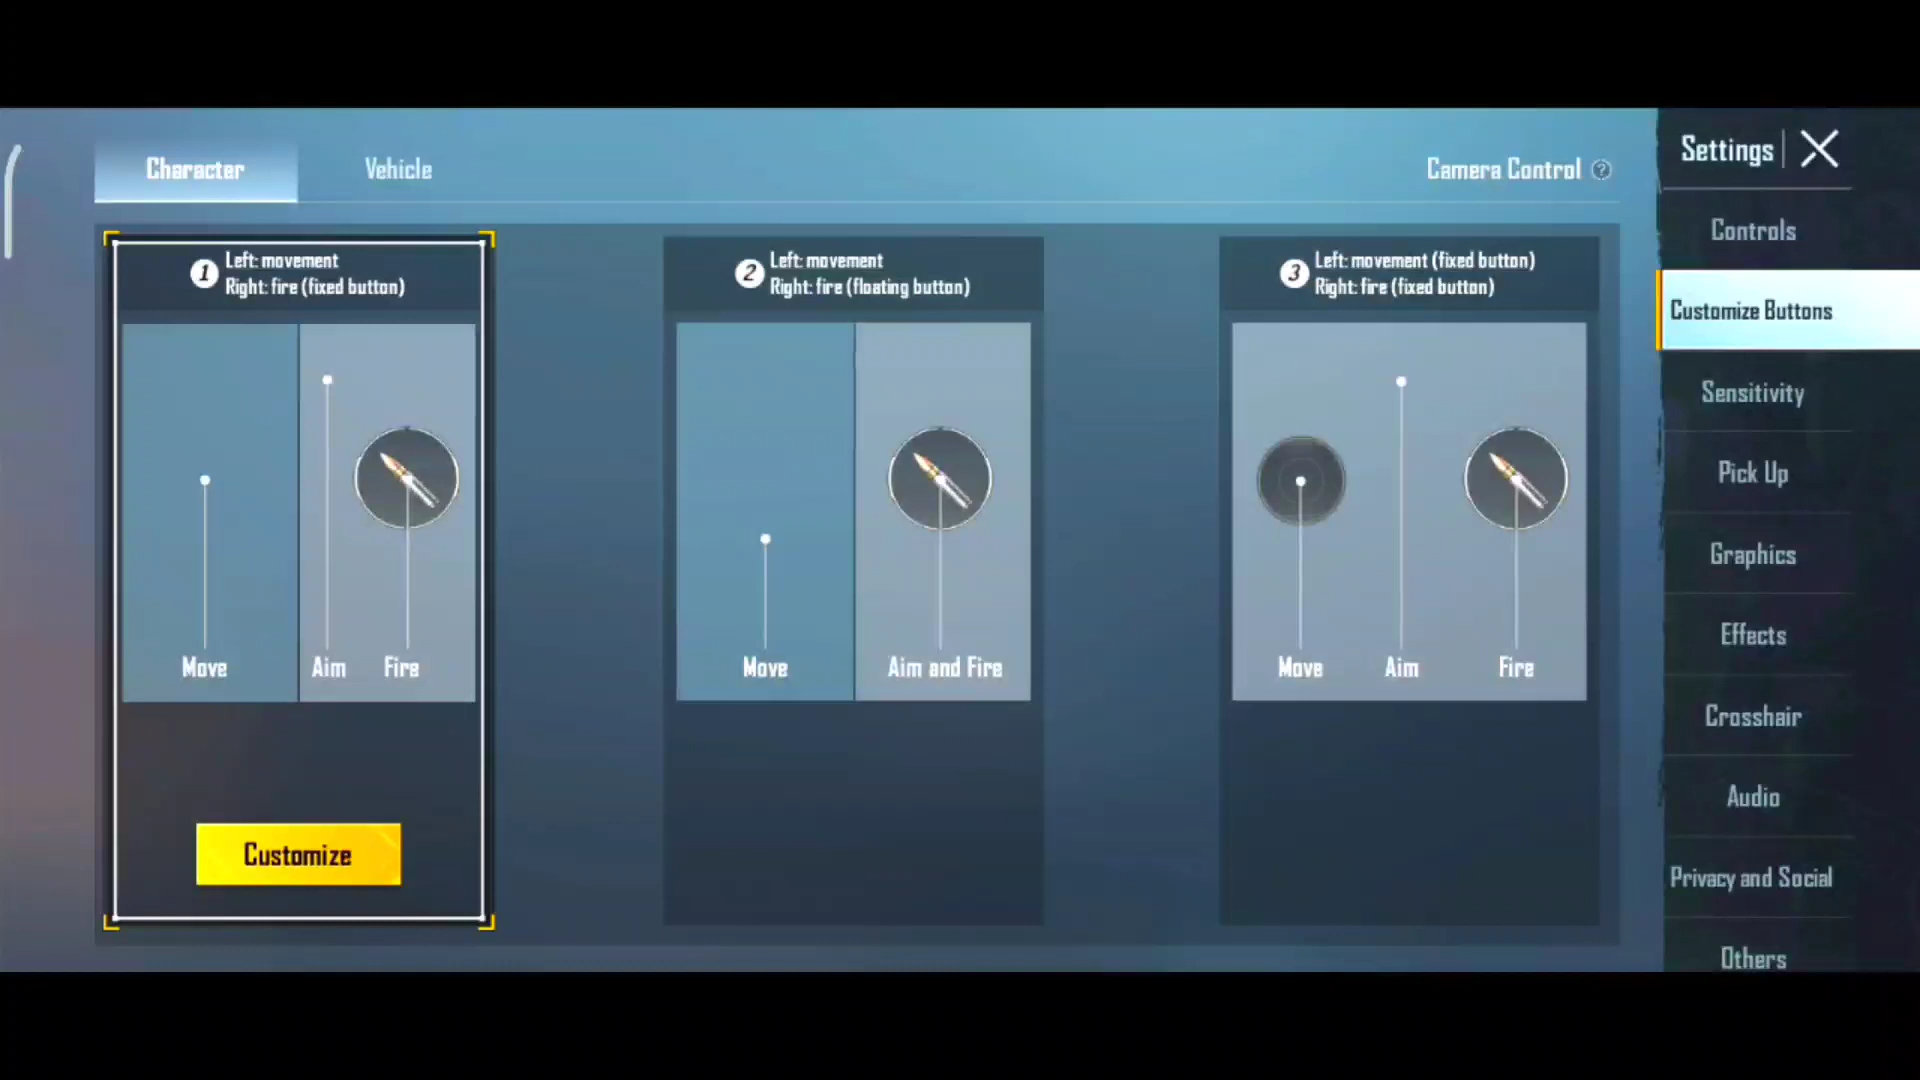 Character
Vehicle
Camera Control ?
Settings
1 Left: movement
Right: fire (fixed button)
Move
Aim
Fire
Customize
2 Left: movement
Right: fire (floating button)
Move
Aim and Fire
3 Left: movement (fixed button)
Right: fire (fixed button)
Move
Aim
Fire
Controls
Customize Buttons
Sensitivity
Pick Up
Graphics
Effects
Crosshair
Audio
Privacy and Social
Others